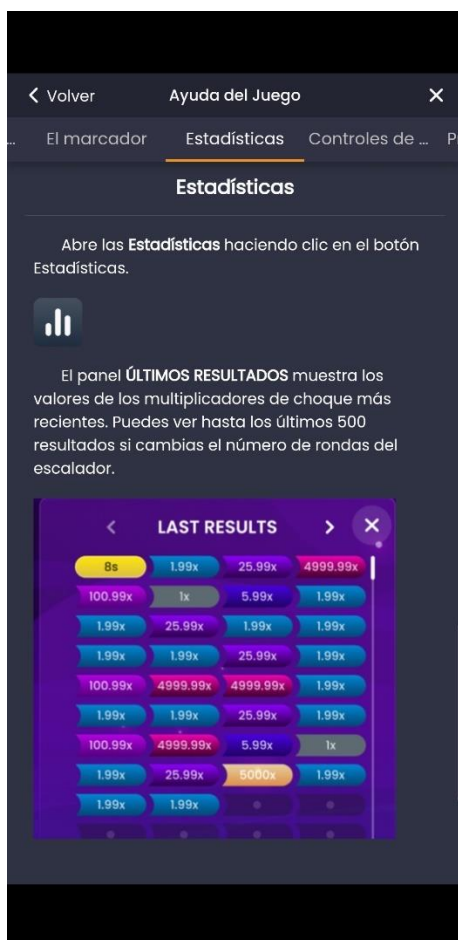 Volver Ayuda del Juego
... El marcador Estadísticas Controles de ... P
Estadísticas
Abre las Estadísticas haciendo clic en el botón
Estadísticas.
El panel ÚLTIMOS RESULTADOS muestra los
valores de los multiplicadores de choque más
recientes. Puedes ver hasta los últimos 500
resultados si cambias el número de rondas del
escalador.
LAST RESULTS
8s 1.99x 25.99x 4999.99x
100.99x 1x 5.99x 1.99x
1.99x 25.99x 1.99x 1.99x
1.99x 1.99x 25.99x 1.99x
100.99x 4999.99x 4999.99x 1.99x
1.99x 1.99x 25.99x 1.99x
100.99x 4999.99x 5.99x 1x
1.99x 25.99x 5000x 1.99x
1.99x 1.99x